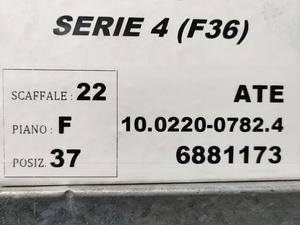 SERIE 4 (F36)
SCAFFALE : 22
PIANO : F
POSIZ. 37
ATE
10.0220-0782.4
6881173